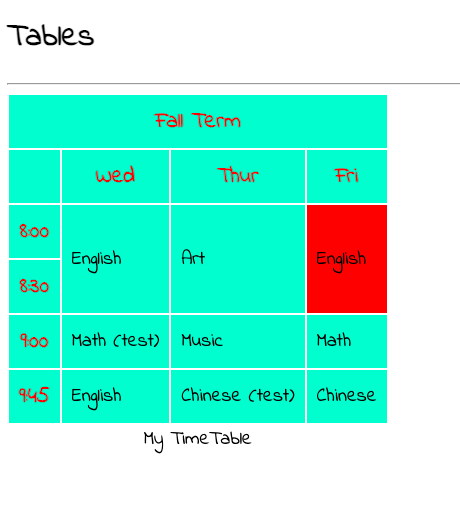 Tables
Fall Term
Wed Thur Fri
8:00
English Art English
8:30
9:00 Math (test) Music Math
9:45 English Chinese (test) Chinese
My TimeTable